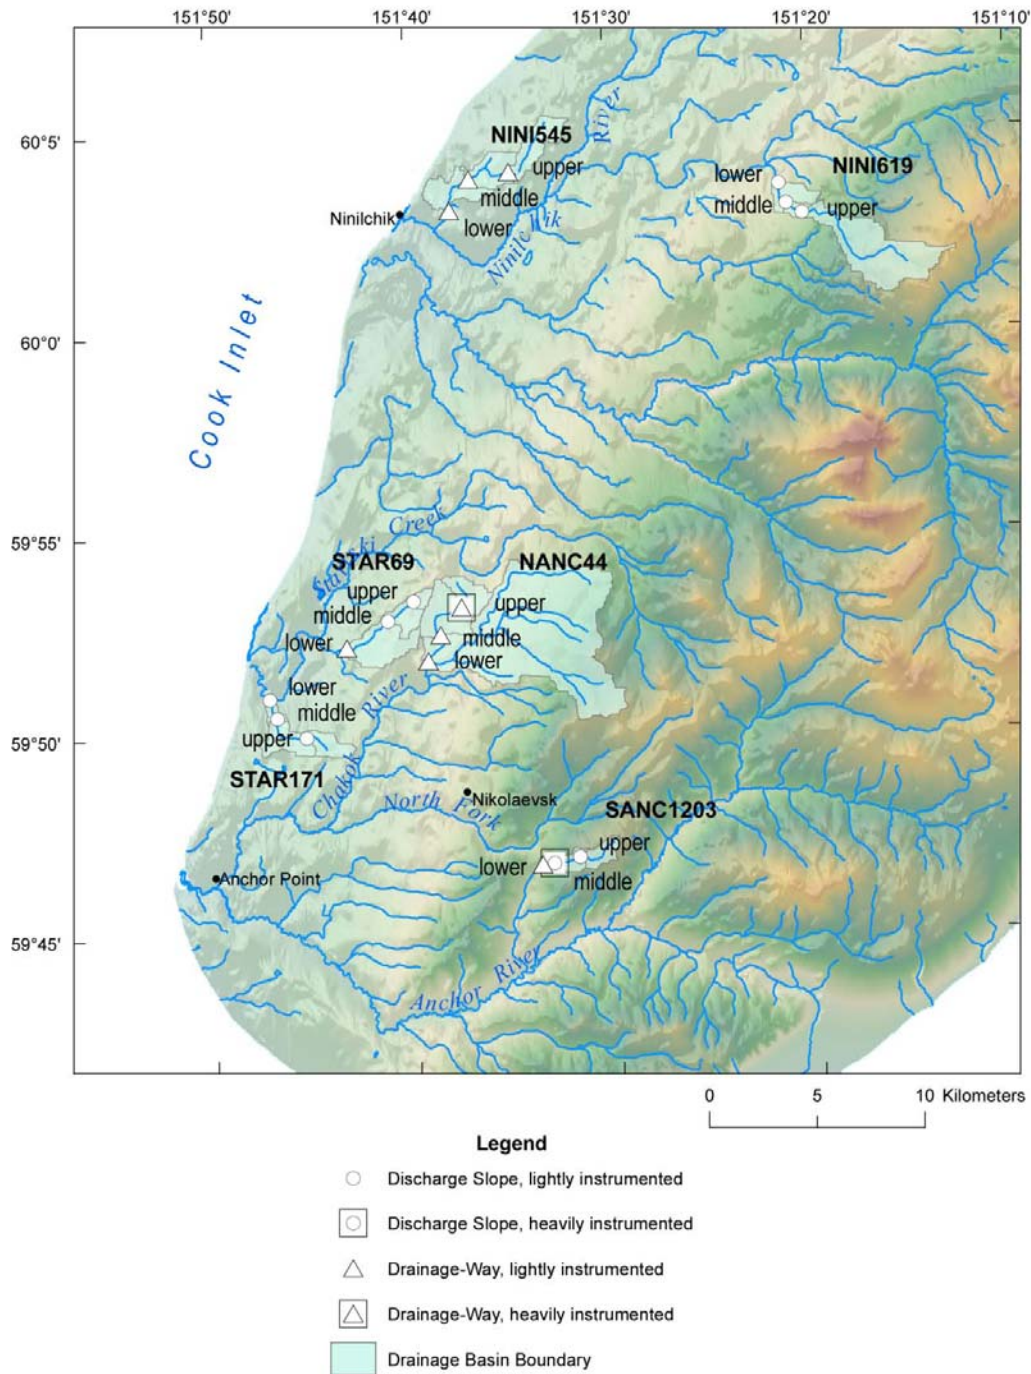 151°50' 151°40' 151°30' 151°20' 151°10'
60°5'
NINI545
River
upper
middle
lower
Ninilchik
Ninilchik
NINI619
lower
middle
upper
60°0'
Cook Inlet
59°55'
Stariski Creek
STAR69
upper
middle
lower
NANC44
upper
middle
lower
lower
middle
upper
59°50'
STAR171
Chakok River
North Fork
Nikolaevsk
SANC1203
upper
lower
middle
Anchor Point
59°45'
Anchor River
0 5 10 Kilometers
Legend
Discharge Slope, lightly instrumented
Discharge Slope, heavily instrumented
Drainage-Way, lightly instrumented
Drainage-Way, heavily instrumented
Drainage Basin Boundary